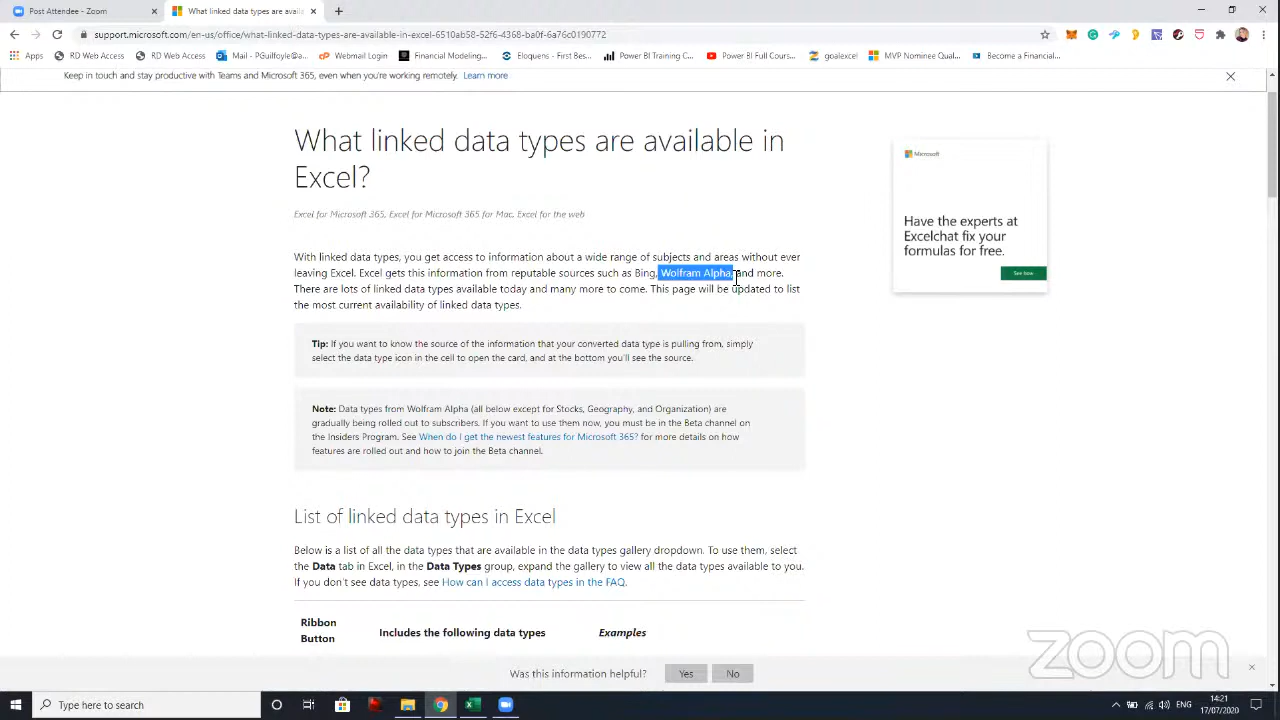 Post Attendee - Zoom
What linked data types are availa
support.microsoft.com/en-us/office/what-linked-data-types-are-available-in-excel-6510ab58-52f6-4368-ba0f-6a76c0190772
Apps RD Web Access RD Web Access Mail - PGuilfoyle@a... Webmail Login Financial Modeling... Eloquens - First Bes... Power BI Training C... Power BI Full Cours... goalexcel MVP Nominee Qual... Become a Financial...
Keep in touch and stay productive with Teams and Microsoft 365, even when you're working remotely. Learn more
What linked data types are available in
Excel?
Excel for Microsoft 365, Excel for Microsoft 365 for Mac, Excel for the web
With linked data types, you get access to information about a wide range of subjects and areas without ever
leaving Excel. Excel gets this information from reputable sources such as Bing, Wolfram Alpha, and more.
There are lots of linked data types available today and many more to come. This page will be updated to list
the most current availability of linked data types.
Tip: If you want to know the source of the information that your converted data type is pulling from, simply
select the data type icon in the cell to open the card, and at the bottom you'll see the source.
Note: Data types from Wolfram Alpha (all below except for Stocks, Geography, and Organization) are
gradually being rolled out to subscribers. If you want to use them now, you must be in the Beta channel on
the Insiders Program. See When do I get the newest features for Microsoft 365? for more details on how
features are rolled out and how to join the Beta channel.
List of linked data types in Excel
Below is a list of all the data types that are available in the data types gallery dropdown. To use them, select
the Data tab in Excel, in the Data Types group, expand the gallery to view all the data types available to you.
If you don't see data types, see How can I access data types in the FAQ.
Ribbon
Button
Includes the following data types
Examples
Microsoft
Have the experts at
Excelchat fix your
formulas for free.
See how
Was this information helpful? Yes No
zoom
Type here to search
ENG
14:21
17/07/2020